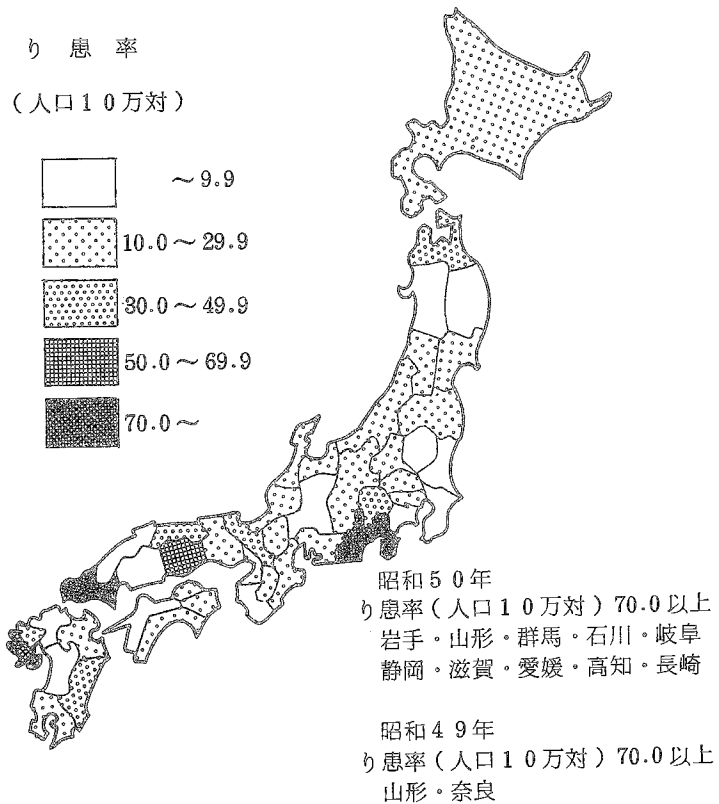 り患率
(人口10万対)
～9.9
10.0～29.9
30.0～49.9
50.0～69.9
70.0～
昭和50年
り患率(人口10万対)70.0以上
岩手・山形・群馬・石川・岐阜
静岡・滋賀・愛媛・高知・長崎
昭和49年
り患率(人口10万対)70.0以上
山形・奈良